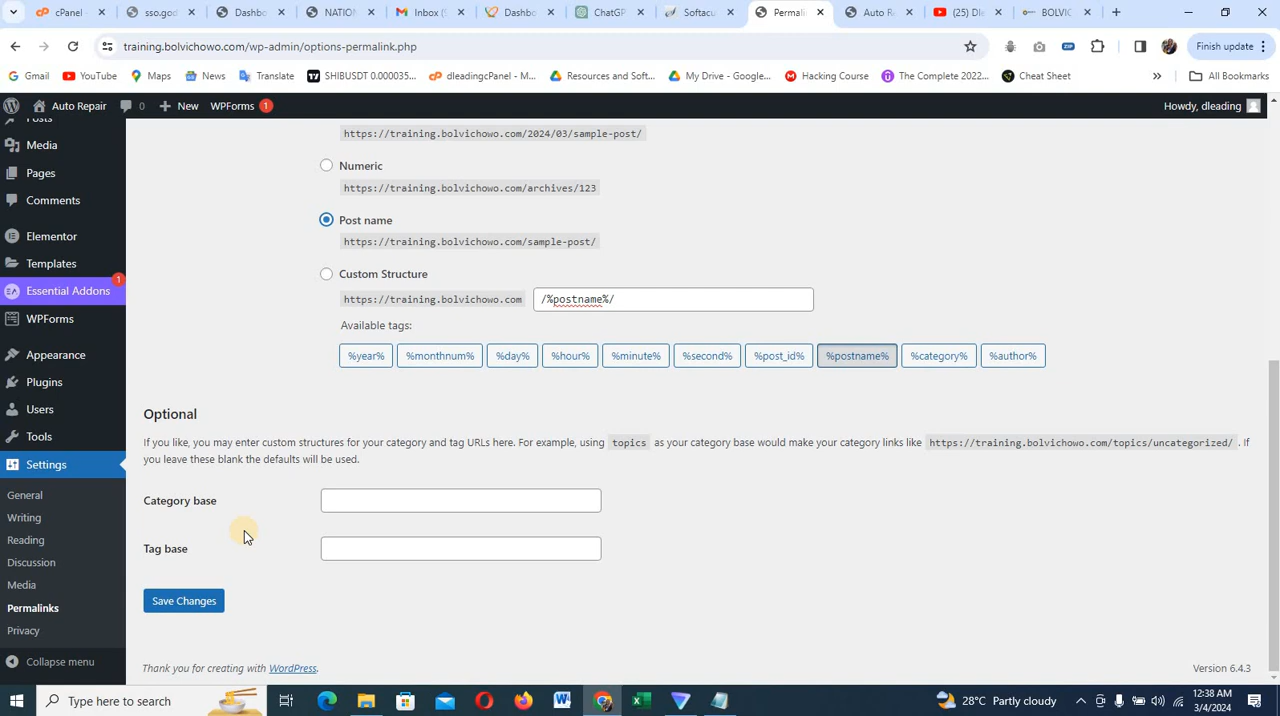 cPanel -
sso.god
Dashbo
NATION
Inbox (9
Dashbo
ChatGP
Softacu
Permal
Auto Re
(25) Dle
BOLVIC
training.bolvichowo.com/wp-admin/options-permalink.php
Finish update
Gmail
YouTube
Maps
News
Translate
SHIBUSDT 0.000035...
dleadingcPanel – M...
Resources and Soft...
My Drive - Google...
Hacking Course
The Complete 2022...
Cheat Sheet
»
All Bookmarks
Auto Repair
0
New
WPForms 1
Howdy, dleading
Posts
Media
Pages
Comments
Elementor
Templates
Essential Addons
1
WPForms
Appearance
Plugins
Users
Tools
Settings
General
Writing
Reading
Discussion
Media
Permalinks
Privacy
Collapse menu
https://training.bolvichowo.com/2024/03/sample-post/
Numeric
https://training.bolvichowo.com/archives/123
Post name
https://training.bolvichowo.com/sample-post/
Custom Structure
https://training.bolvichowo.com /%postname%/
Available tags:
%year% %monthnum% %day% %hour% %minute% %second% %post_id% %postname% %category% %author%
Optional
If you like, you may enter custom structures for your category and tag URLs here. For example, using topics as your category base would make your category links like https://training.bolvichowo.com/topics/uncategorized/ . If
you leave these blank the defaults will be used.
Category base
Tag base
Save Changes
Thank you for creating with WordPress.
Version 6.4.3
Type here to search
28°C Partly cloudy
12:38 AM
3/4/2024